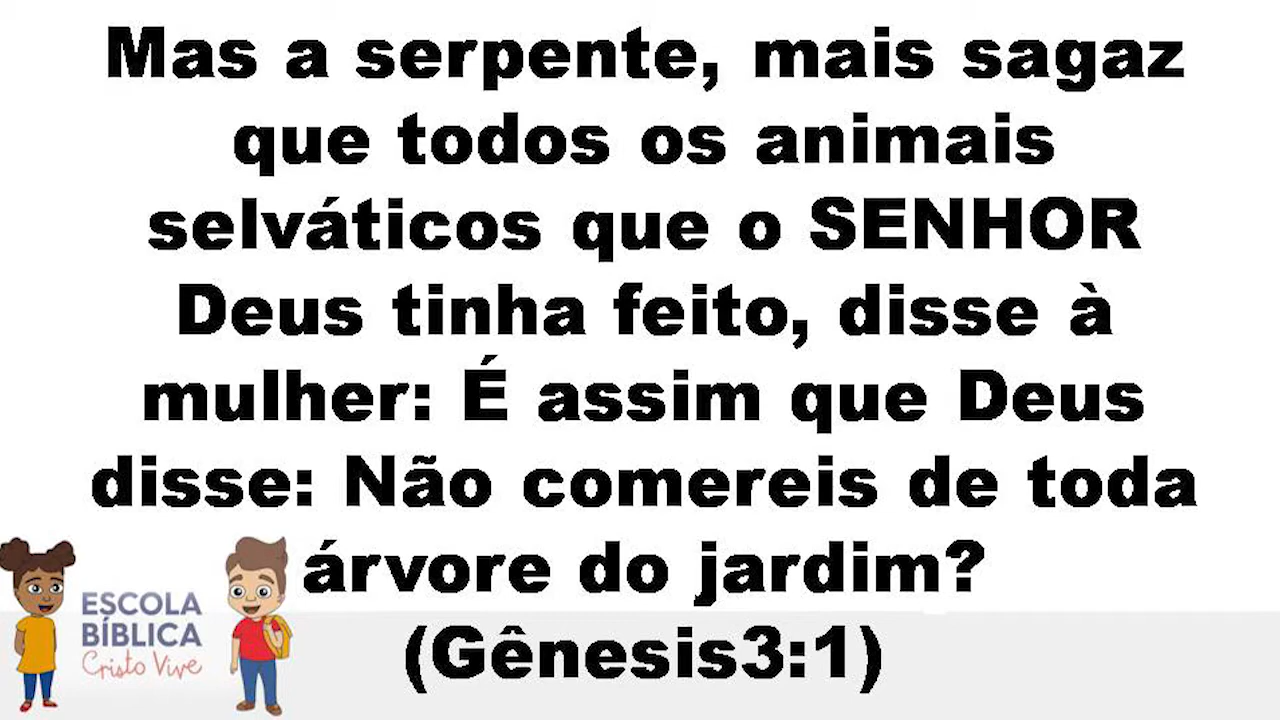 Mas a serpente, mais sagaz
que todos os animais
selváticos que o SENHOR
Deus tinha feito, disse à
mulher: É assim que Deus
disse: Não comereis de toda
árvore do jardim?
(Gênesis3:1)
ESCOLA
BÍBLICA
Cristo Vive